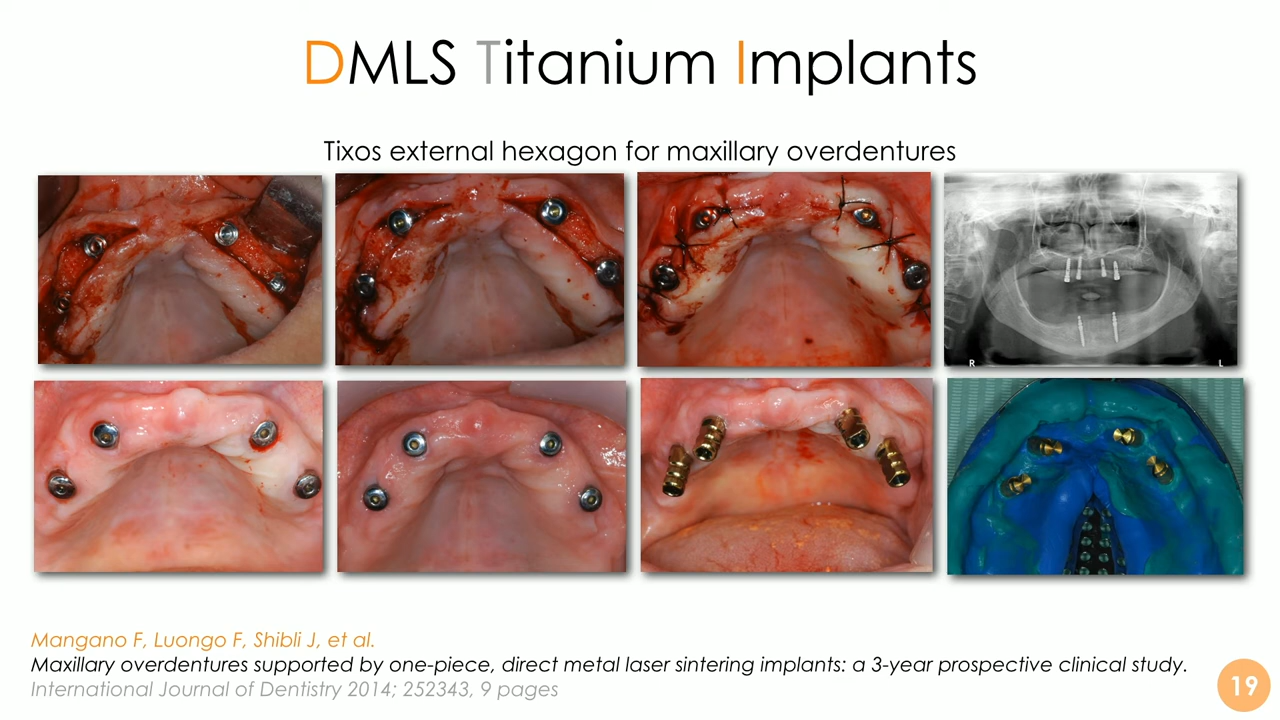 DMLS Titanium Implants
Tixos external hexagon for maxillary overdentures
R
L
Mangano F, Luongo F, Shibli J, et al.
Maxillary overdentures supported by one-piece, direct metal laser sintering implants: a 3-year prospective clinical study.
International Journal of Dentistry 2014; 252343, 9 pages
19